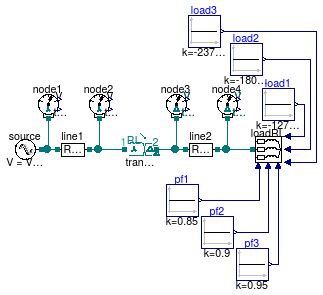 load3
k=-237...
load2
k=-180...
load1
k=-127...
node1
node2
node3
node4
loadRL
source
V = V...
line1
R...
1 RL 2
tran...
line2
R...
pf1
k=0.85
pf2
k=0.9
pf3
k=0.95